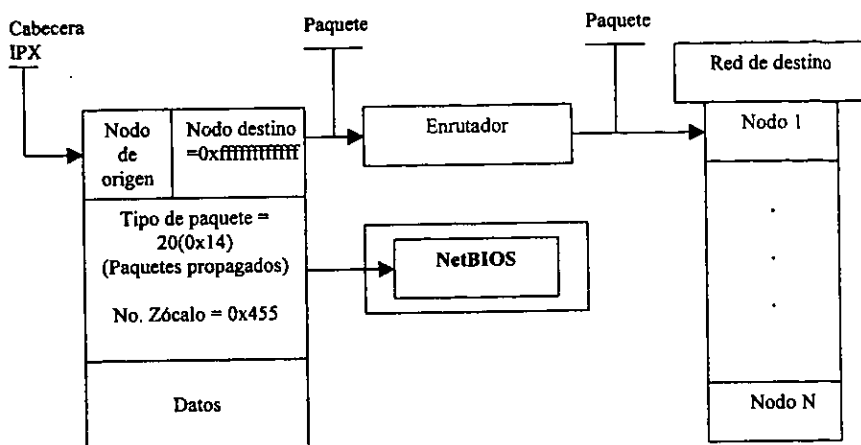 Cabecera
IPX
Paquete
Paquete
Nodo
de
origen
Nodo destino
=0xffffffffffff
Enrutador
Red de destino
Nodo 1
Tipo de paquete =
20(0x14)
(Paquetes propagados)
No. Zócalo = 0x455
NetBIOS
.
.
.
Datos
Nodo N